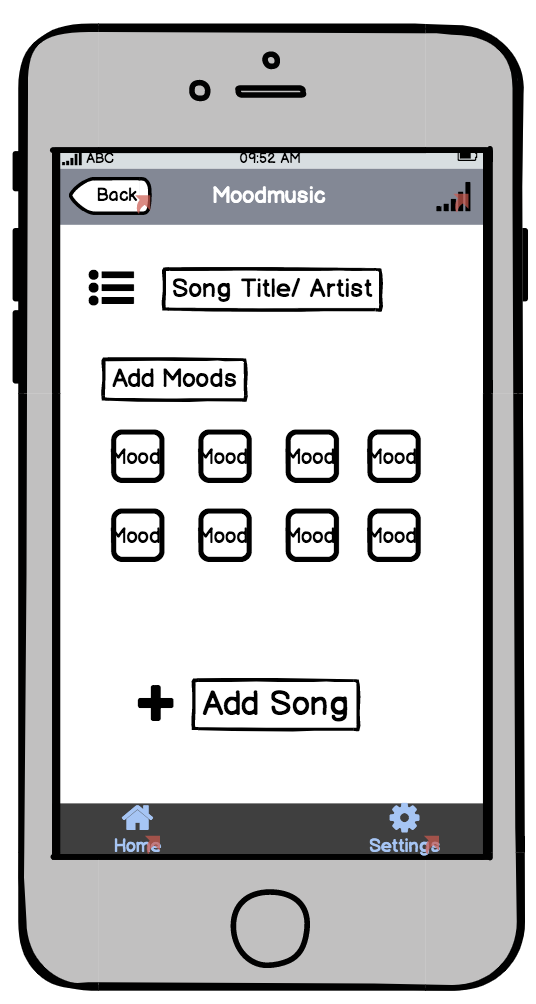 ABC 09:52 AM
Back Moodmusic
Song Title/ Artist
Add Moods
Mood Mood Mood Mood
Mood Mood Mood Mood
Add Song
Home Settings